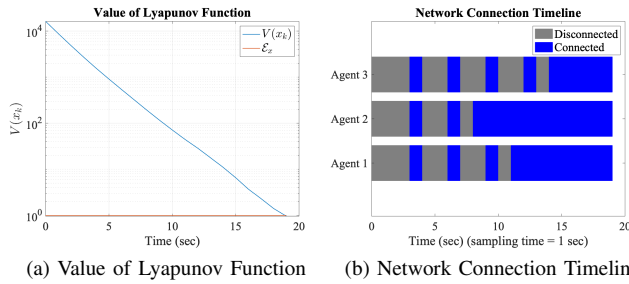 Value of Lyapunov Function
10^4
10^2
10^0
V(x_k)
V(x_k)
ℰ_x
0 5 10 15 20
Time (sec)
(a) Value of Lyapunov Function
Network Connection Timeline
Disconnected
Connected
Agent 3
Agent 2
Agent 1
0 5 10 15 20
Time (sec) (sampling time = 1 sec)
(b) Network Connection Timelin